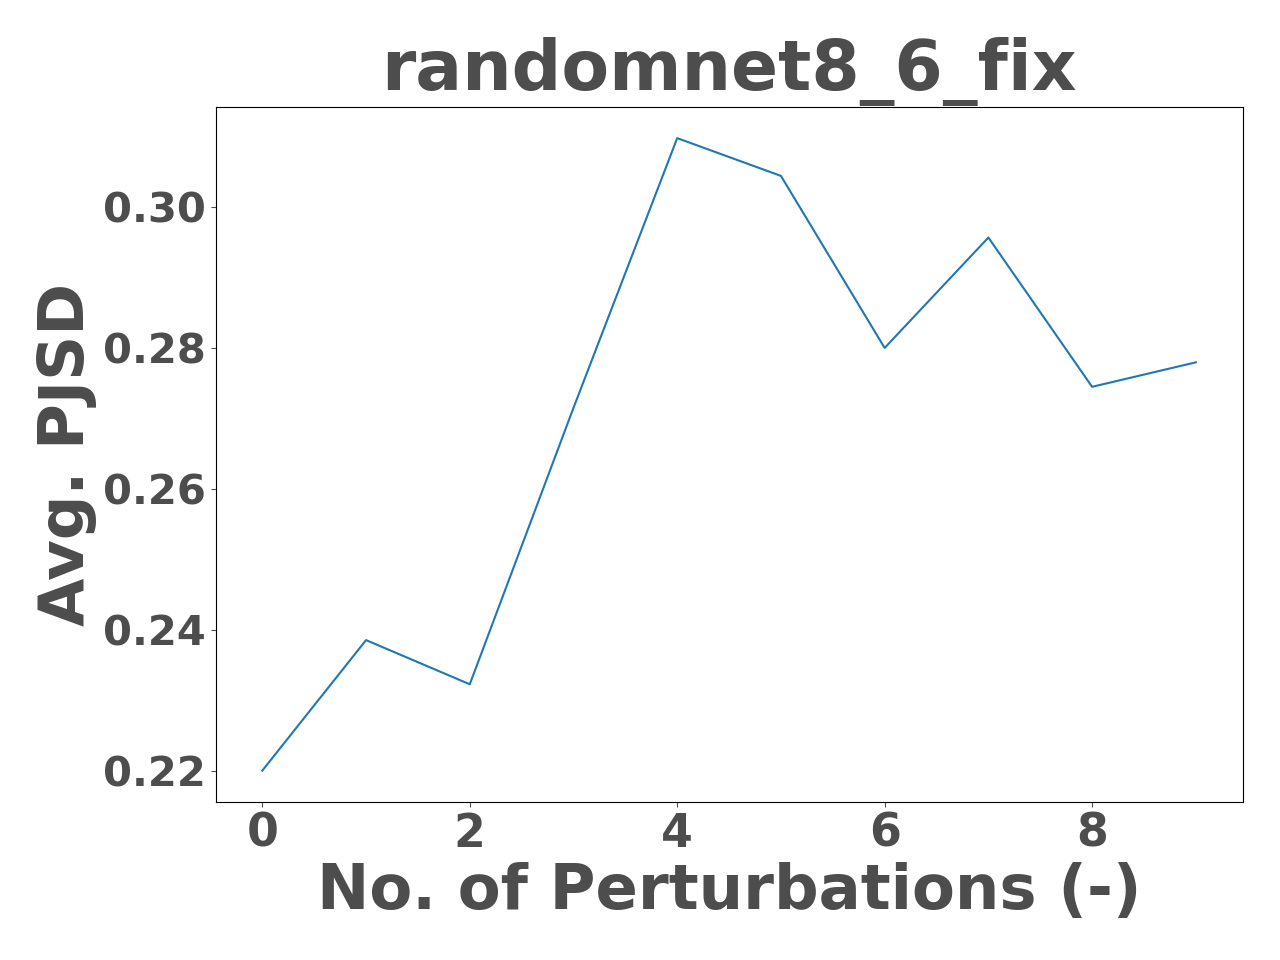 randomnet8_6_fix
Avg. PJSD
0.30
0.28
0.26
0.24
0.22
0 2 4 6 8
No. of Perturbations (-)